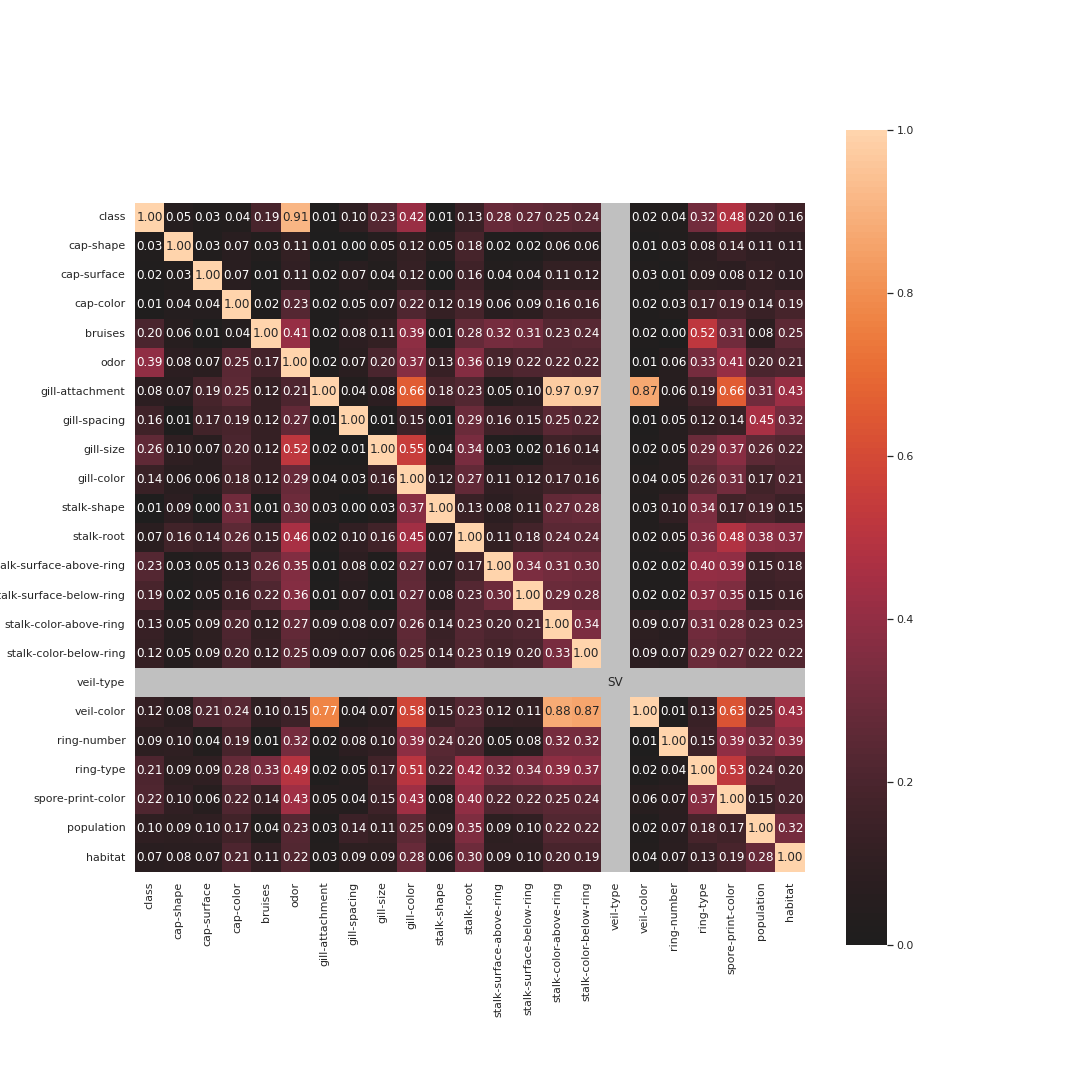 1.0
class 1.00 0.05 0.03 0.04 0.19 0.91 0.01 0.10 0.23 0.42 0.01 0.13 0.28 0.27 0.25 0.24 0.02 0.04 0.32 0.48 0.20 0.16
cap-shape 0.03 1.00 0.03 0.07 0.03 0.11 0.01 0.00 0.05 0.12 0.05 0.18 0.02 0.02 0.06 0.06 0.01 0.03 0.08 0.14 0.11 0.11
cap-surface 0.02 0.03 1.00 0.07 0.01 0.11 0.02 0.07 0.04 0.12 0.00 0.16 0.04 0.04 0.11 0.12 0.03 0.01 0.09 0.08 0.12 0.10
0.8
cap-color 0.01 0.04 0.04 1.00 0.02 0.23 0.02 0.05 0.07 0.22 0.12 0.19 0.06 0.09 0.16 0.16 0.02 0.03 0.17 0.19 0.14 0.19
bruises 0.20 0.06 0.01 0.04 1.00 0.41 0.02 0.08 0.11 0.39 0.01 0.28 0.32 0.31 0.23 0.24 0.02 0.00 0.52 0.31 0.08 0.25
odor 0.39 0.08 0.07 0.25 0.17 1.00 0.02 0.07 0.20 0.37 0.13 0.36 0.19 0.22 0.22 0.22 0.01 0.06 0.33 0.41 0.20 0.21
gill-attachment 0.08 0.07 0.19 0.25 0.12 0.21 1.00 0.04 0.08 0.66 0.18 0.23 0.05 0.10 0.97 0.97 0.87 0.06 0.19 0.66 0.31 0.43
gill-spacing 0.16 0.01 0.17 0.19 0.12 0.27 0.01 1.00 0.01 0.15 0.01 0.29 0.16 0.15 0.25 0.22 0.01 0.05 0.12 0.14 0.45 0.32
gill-size 0.26 0.10 0.07 0.20 0.12 0.52 0.02 0.01 1.00 0.55 0.04 0.34 0.03 0.02 0.16 0.14 0.02 0.05 0.29 0.37 0.26 0.22
0.6
gill-color 0.14 0.06 0.06 0.18 0.12 0.29 0.04 0.03 0.16 1.00 0.12 0.27 0.11 0.12 0.17 0.16 0.04 0.05 0.26 0.31 0.17 0.21
stalk-shape 0.01 0.09 0.00 0.31 0.01 0.30 0.03 0.00 0.03 0.37 1.00 0.13 0.08 0.11 0.27 0.28 0.03 0.10 0.34 0.17 0.19 0.15
stalk-root 0.07 0.16 0.14 0.26 0.15 0.46 0.02 0.10 0.16 0.45 0.07 1.00 0.11 0.18 0.24 0.24 0.02 0.05 0.36 0.48 0.38 0.37
alk-surface-above-ring 0.23 0.03 0.05 0.13 0.26 0.35 0.01 0.08 0.02 0.27 0.07 0.17 1.00 0.34 0.31 0.30 0.02 0.02 0.40 0.39 0.15 0.18
alk-surface-below-ring 0.19 0.02 0.05 0.16 0.22 0.36 0.01 0.07 0.01 0.27 0.08 0.23 0.30 1.00 0.29 0.28 0.02 0.02 0.37 0.35 0.15 0.16
0.4
stalk-color-above-ring 0.13 0.05 0.09 0.20 0.12 0.27 0.09 0.08 0.07 0.26 0.14 0.23 0.20 0.21 1.00 0.34 0.09 0.07 0.31 0.28 0.23 0.23
stalk-color-below-ring 0.12 0.05 0.09 0.20 0.12 0.25 0.09 0.07 0.06 0.25 0.14 0.23 0.19 0.20 0.33 1.00 0.09 0.07 0.29 0.27 0.22 0.22
veil-type SV
veil-color 0.12 0.08 0.21 0.24 0.10 0.15 0.77 0.04 0.07 0.58 0.15 0.23 0.12 0.11 0.88 0.87 1.00 0.01 0.13 0.63 0.25 0.43
ring-number 0.09 0.10 0.04 0.19 0.01 0.32 0.02 0.08 0.10 0.39 0.24 0.20 0.05 0.08 0.32 0.32 0.01 1.00 0.15 0.39 0.32 0.39
ring-type 0.21 0.09 0.09 0.28 0.33 0.49 0.02 0.05 0.17 0.51 0.22 0.42 0.32 0.34 0.39 0.37 0.02 0.04 1.00 0.53 0.24 0.20
0.2
spore-print-color 0.22 0.10 0.06 0.22 0.14 0.43 0.05 0.04 0.15 0.43 0.08 0.40 0.22 0.22 0.25 0.24 0.06 0.07 0.37 1.00 0.15 0.20
population 0.10 0.09 0.10 0.17 0.04 0.23 0.03 0.14 0.11 0.25 0.09 0.35 0.09 0.10 0.22 0.22 0.02 0.07 0.18 0.17 1.00 0.32
habitat 0.07 0.08 0.07 0.21 0.11 0.22 0.03 0.09 0.09 0.28 0.06 0.30 0.09 0.10 0.20 0.19 0.04 0.07 0.13 0.19 0.28 1.00
0.0
class
cap-shape
cap-surface
cap-color
bruises
odor
gill-attachment
gill-spacing
gill-size
gill-color
stalk-shape
stalk-root
stalk-surface-above-ring
stalk-surface-below-ring
stalk-color-above-ring
stalk-color-below-ring
veil-type
veil-color
ring-number
ring-type
spore-print-color
population
habitat